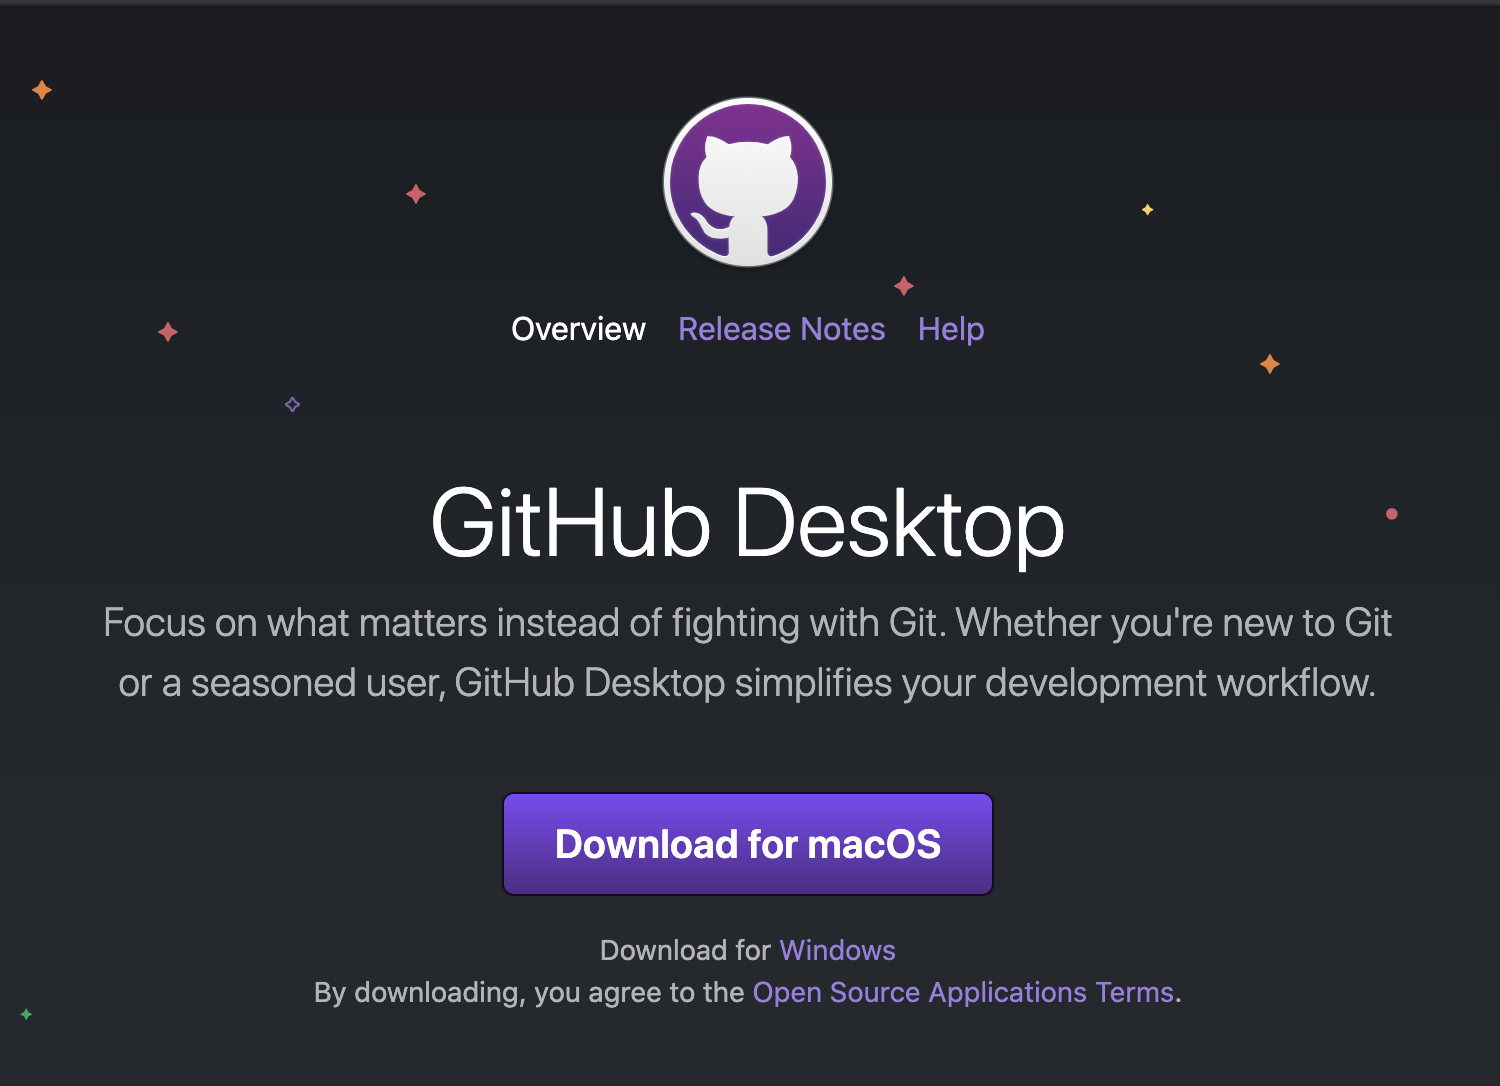 Overview Release Notes Help
GitHub Desktop
Focus on what matters instead of fighting with Git. Whether you're new to Git
or a seasoned user, GitHub Desktop simplifies your development workflow.
Download for macOS
Download for Windows
By downloading, you agree to the Open Source Applications Terms.